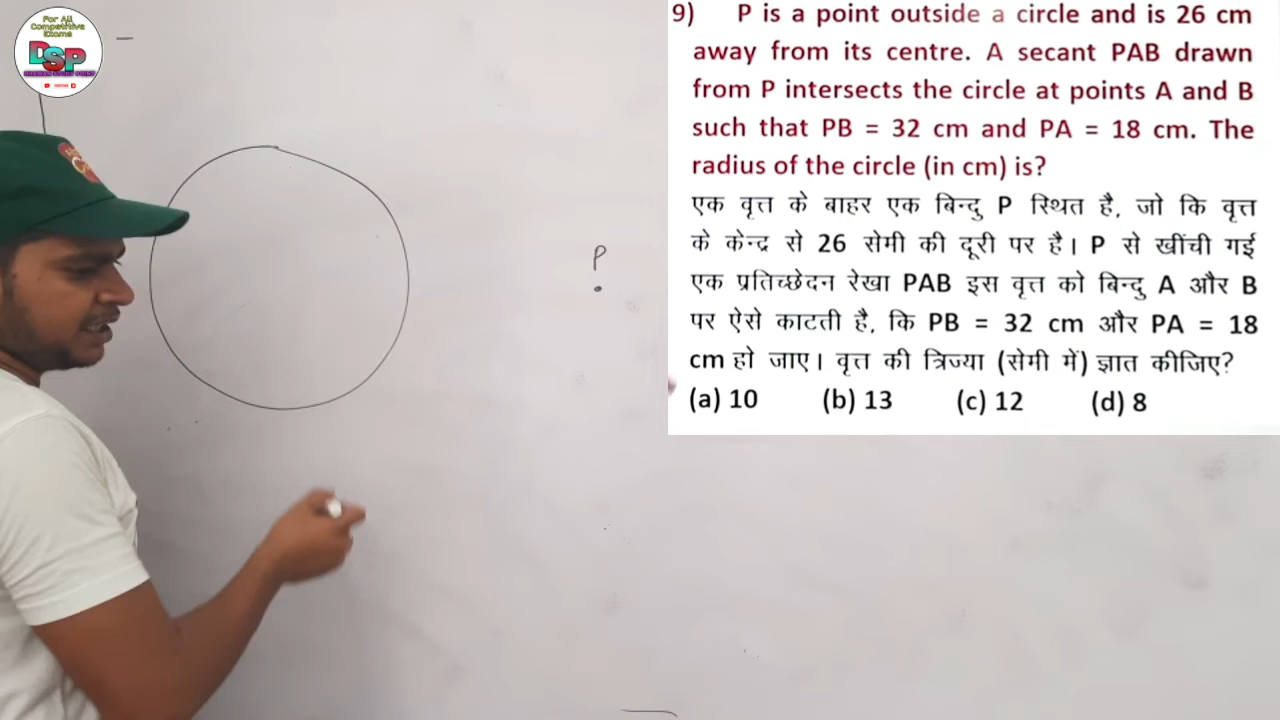 For All
Competitive
Exams
DSP
9) P is a point outside a circle and is 26 cm
away from its centre. A secant PAB drawn
from P intersects the circle at points A and B
such that PB = 32 cm and PA = 18 cm. The
radius of the circle (in cm) is?
एक वृत्त के बाहर एक बिन्दु P स्थित है, जो कि वृत्त
के केन्द्र से 26 सेमी की दूरी पर है। P से खींची गई
एक प्रतिच्छेदन रेखा PAB इस वृत्त को बिन्दु A और B
पर ऐसे काटती है, कि PB = 32 cm और PA = 18
cm हो जाए। वृत्त की त्रिज्या (सेमी में) ज्ञात कीजिए?
(a) 10 (b) 13 (c) 12 (d) 8
P